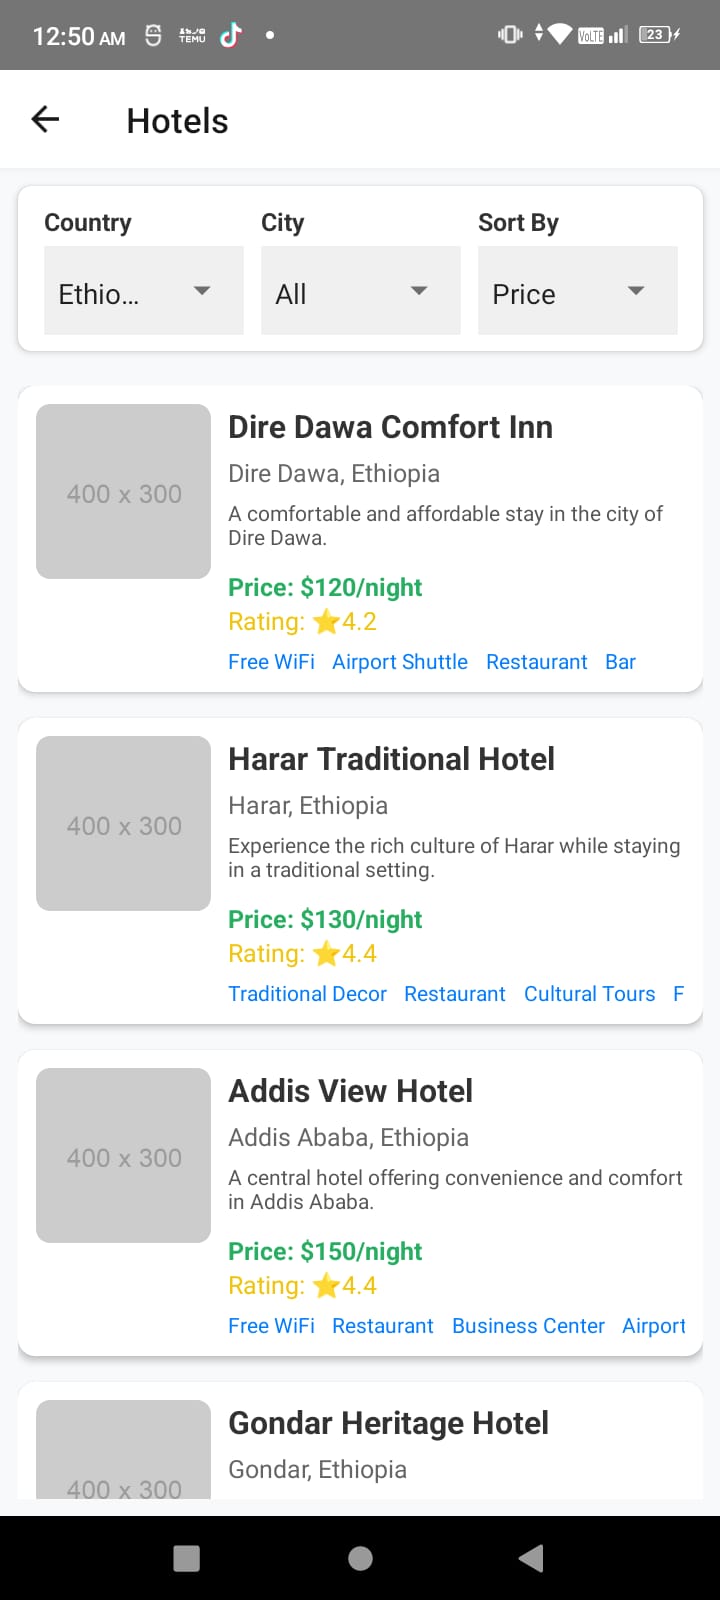 12:50 AM TEMU VoLTE 23
Hotels
Country City Sort By
Ethio... All Price
400 x 300
Dire Dawa Comfort Inn
Dire Dawa, Ethiopia
A comfortable and affordable stay in the city of
Dire Dawa.
Price: $120/night
Rating: ⭐4.2
Free WiFi Airport Shuttle Restaurant Bar
400 x 300
Harar Traditional Hotel
Harar, Ethiopia
Experience the rich culture of Harar while staying
in a traditional setting.
Price: $130/night
Rating: ⭐4.4
Traditional Decor Restaurant Cultural Tours F
400 x 300
Addis View Hotel
Addis Ababa, Ethiopia
A central hotel offering convenience and comfort
in Addis Ababa.
Price: $150/night
Rating: ⭐4.4
Free WiFi Restaurant Business Center Airport
400 x 300
Gondar Heritage Hotel
Gondar, Ethiopia